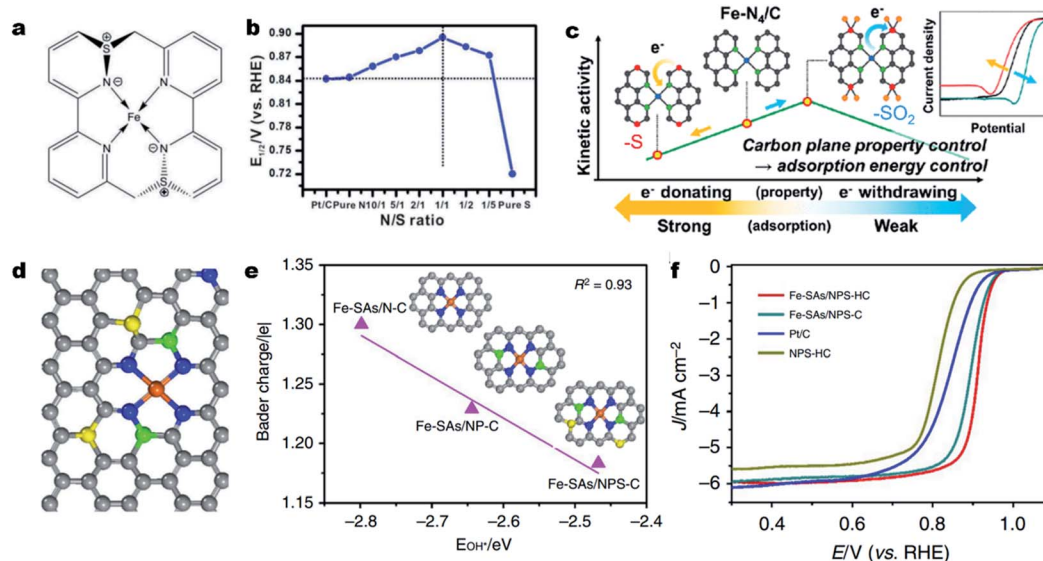 a
S
⊕
N
⊖
N
Fe
N
N
⊖
S
⊕
b
E1/2/V (vs. RHE)
0.90
0.88
0.84
0.80
0.76
0.72
Pt/C Pure N 10/1 5/1 2/1 1/1 1/2 1/5 Pure S
N/S ratio
c
Kinetic activity
Fe-N4/C
e-
e-
-S
-SO2
Current density
Potential
Carbon plane property control
→ adsorption energy control
e- donating (property) e- withdrawing
Strong (adsorption) Weak
d
e
Bader charge/|e|
1.35
1.30
1.25
1.20
1.15
R² = 0.93
Fe-SAs/N-C
Fe-SAs/NP-C
Fe-SAs/NPS-C
−2.8 −2.7 −2.6 −2.5 −2.4
EOH*/eV
f
J/mA cm−2
0
−1
−2
−3
−4
−5
−6
Fe-SAs/NPS-HC
Fe-SAs/NPS-C
Pt/C
NPS-HC
0.4 0.6 0.8 1.0
E/V (vs. RHE)